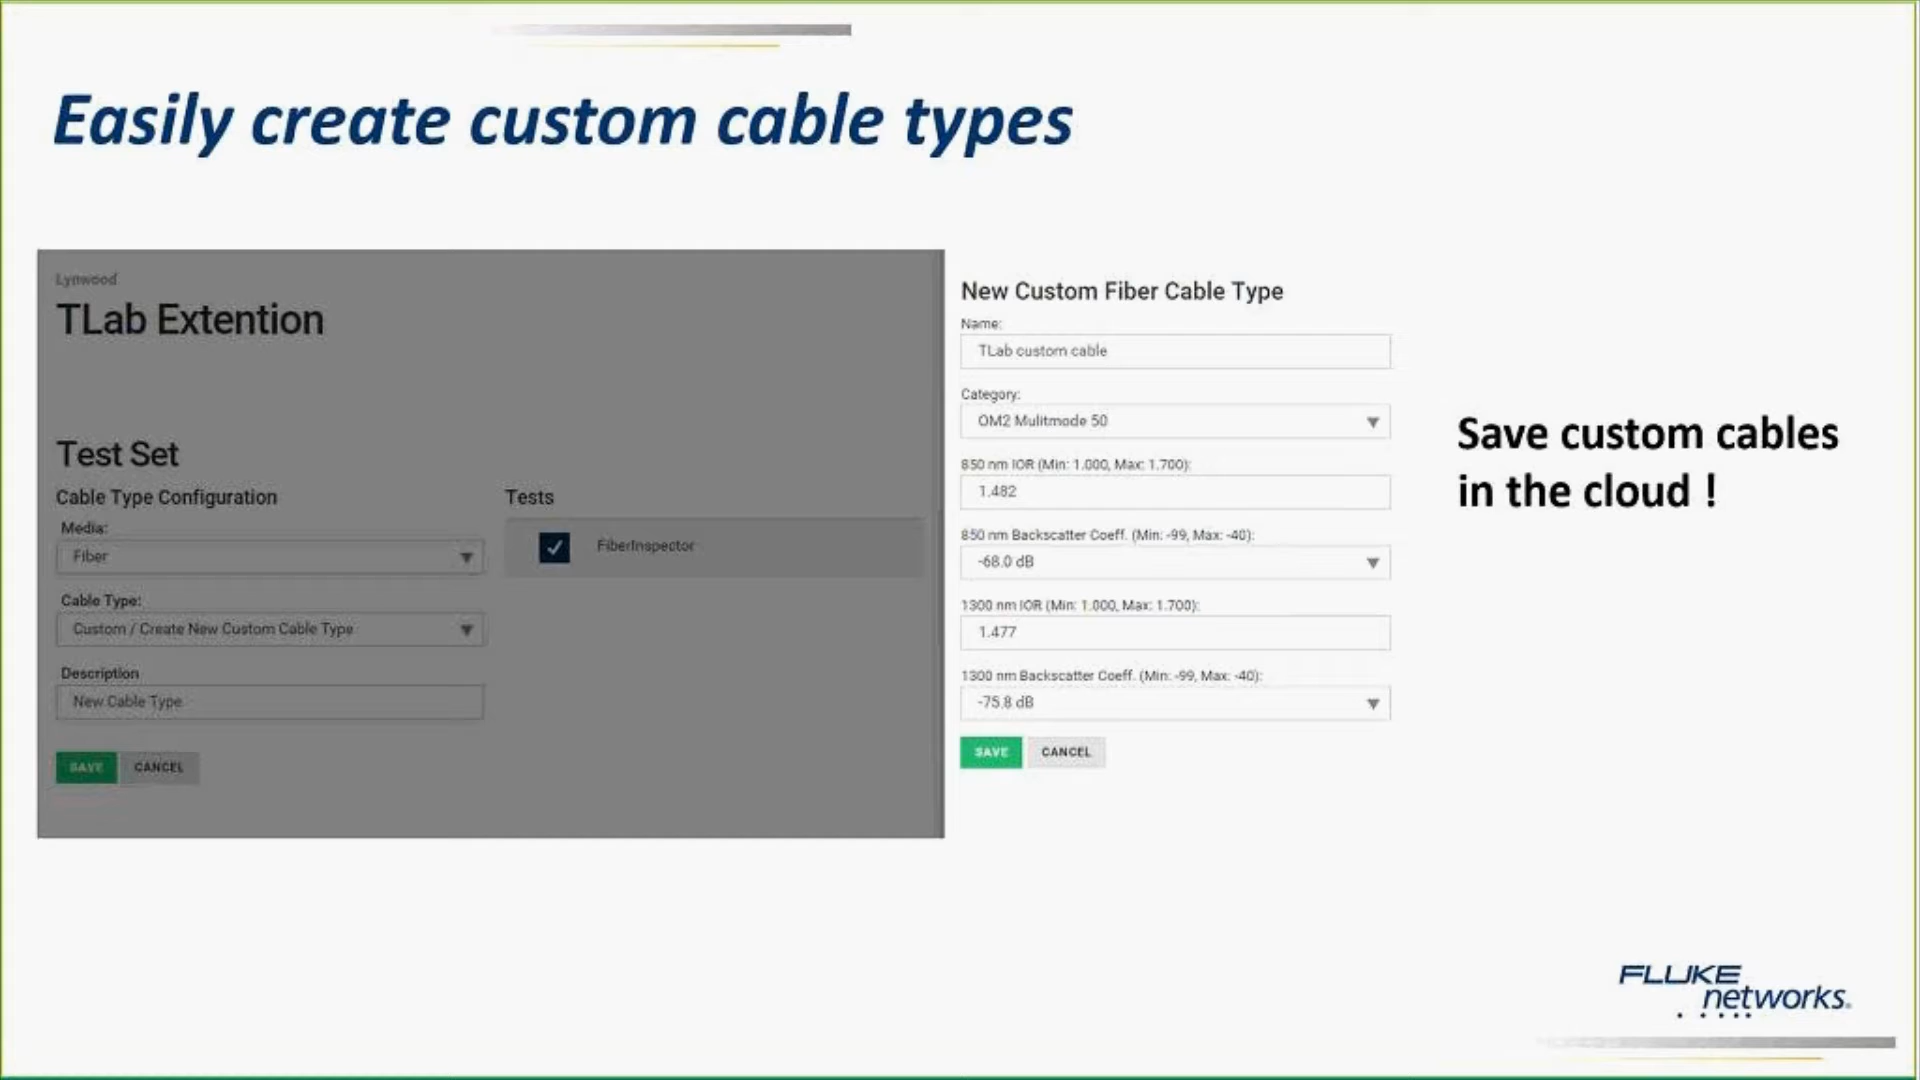 Easily create custom cable types
Lynwood
TLab Extention
Test Set
Cable Type Configuration
Media:
Fiber
Cable Type:
Custom / Create New Custom Cable Type
Description
New Cable Type
SAVE CANCEL
Tests
FiberInspector
New Custom Fiber Cable Type
Name:
TLab custom cable
Category:
OM2 Mulitmode 50
850 nm IOR (Min: 1.000, Max: 1.700):
1.482
850 nm Backscatter Coeff. (Min: -99, Max: -40):
-68.0 dB
1300 nm IOR (Min: 1.000, Max: 1.700):
1.477
1300 nm Backscatter Coeff. (Min: -99, Max: -40):
-75.8 dB
SAVE CANCEL
Save custom cables
in the cloud !
FLUKE
networks.